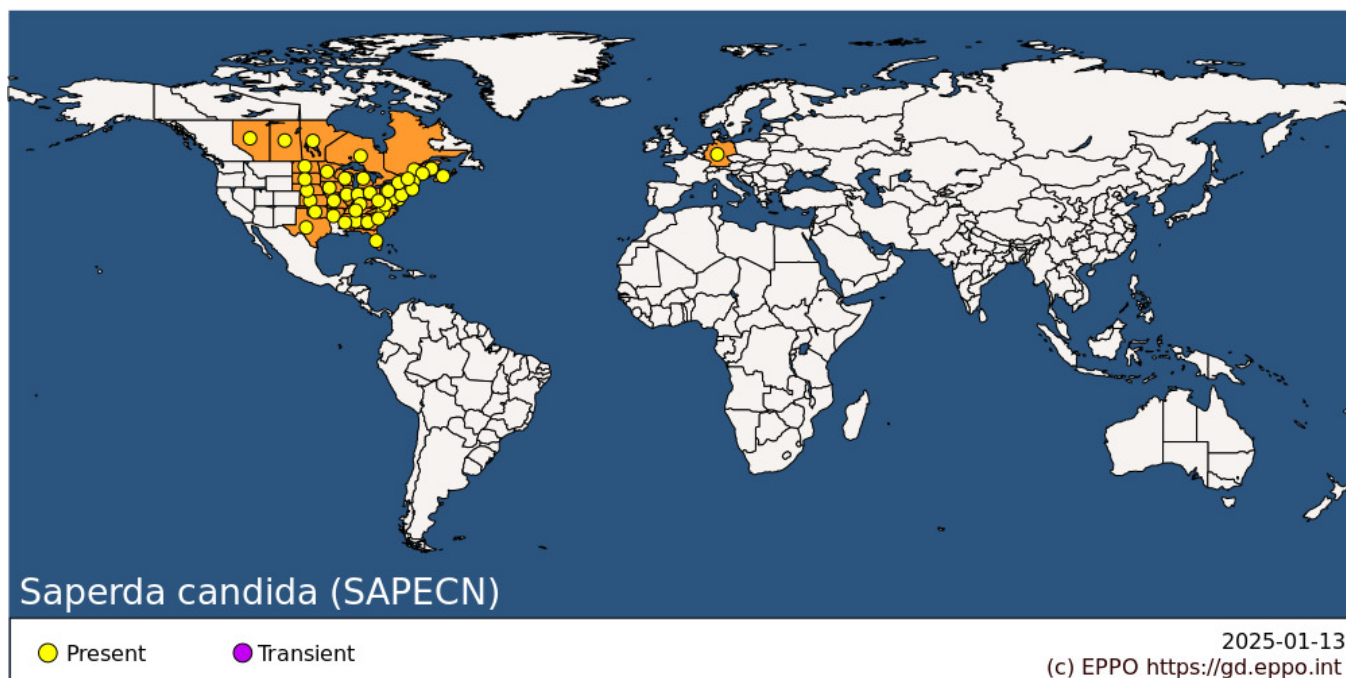 Saperda candida (SAPECN)
Present
Transient
2025-01-13
(c) EPPO https://gd.eppo.int